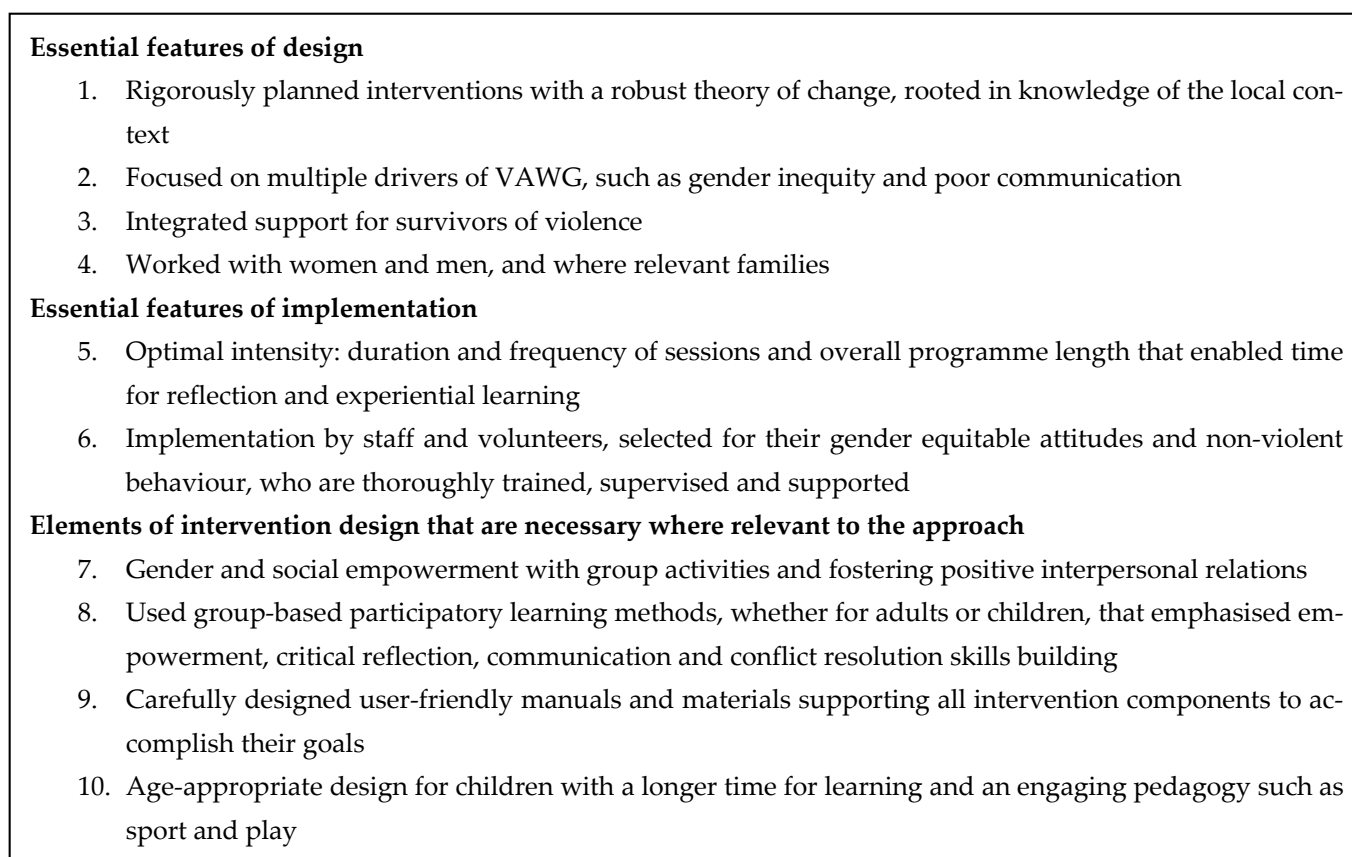 Essential features of design
1. Rigorously planned interventions with a robust theory of change, rooted in knowledge of the local con-
text
2. Focused on multiple drivers of VAWG, such as gender inequity and poor communication
3. Integrated support for survivors of violence
4. Worked with women and men, and where relevant families
Essential features of implementation
5. Optimal intensity: duration and frequency of sessions and overall programme length that enabled time
for reflection and experiential learning
6. Implementation by staff and volunteers, selected for their gender equitable attitudes and non-violent
behaviour, who are thoroughly trained, supervised and supported
Elements of intervention design that are necessary where relevant to the approach
7. Gender and social empowerment with group activities and fostering positive interpersonal relations
8. Used group-based participatory learning methods, whether for adults or children, that emphasised em-
powerment, critical reflection, communication and conflict resolution skills building
9. Carefully designed user-friendly manuals and materials supporting all intervention components to ac-
complish their goals
10. Age-appropriate design for children with a longer time for learning and an engaging pedagogy such as
sport and play